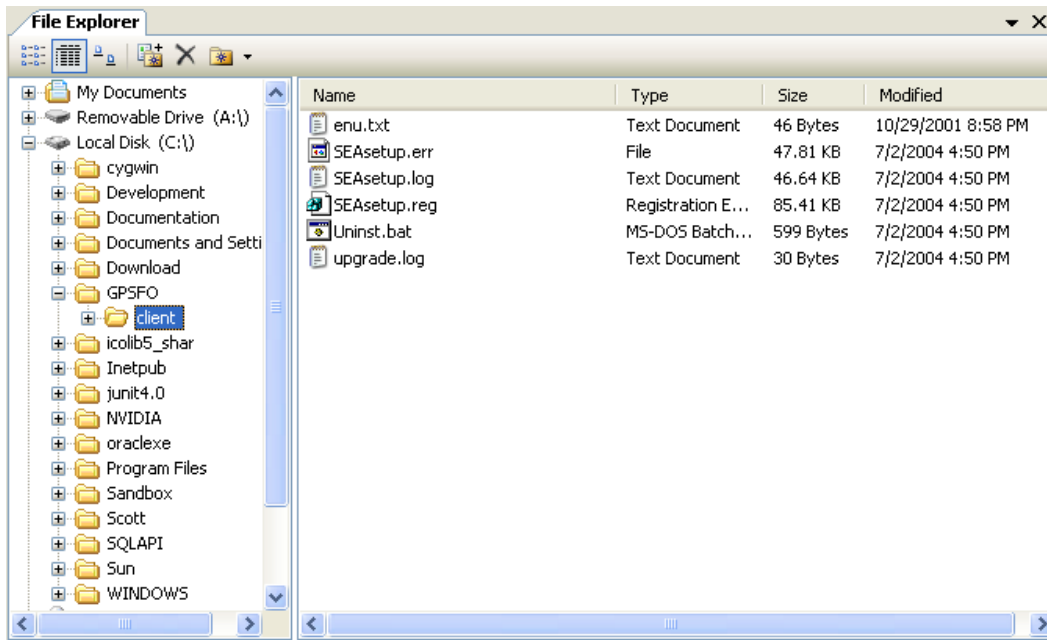 File Explorer
My Documents
Removable Drive (A:\)
Local Disk (C:\)
cygwin
Development
Documentation
Documents and Setti
Download
GPSFO
client
icolib5_shar
Inetpub
junit4.0
NVIDIA
oraclexe
Program Files
Sandbox
Scott
SQLAPI
Sun
WINDOWS
Name Type Size Modified
enu.txt Text Document 46 Bytes 10/29/2001 8:58 PM
SEAsetup.err File 47.81 KB 7/2/2004 4:50 PM
SEAsetup.log Text Document 46.64 KB 7/2/2004 4:50 PM
SEAsetup.reg Registration E... 85.41 KB 7/2/2004 4:50 PM
Uninst.bat MS-DOS Batch... 599 Bytes 7/2/2004 4:50 PM
upgrade.log Text Document 30 Bytes 7/2/2004 4:50 PM